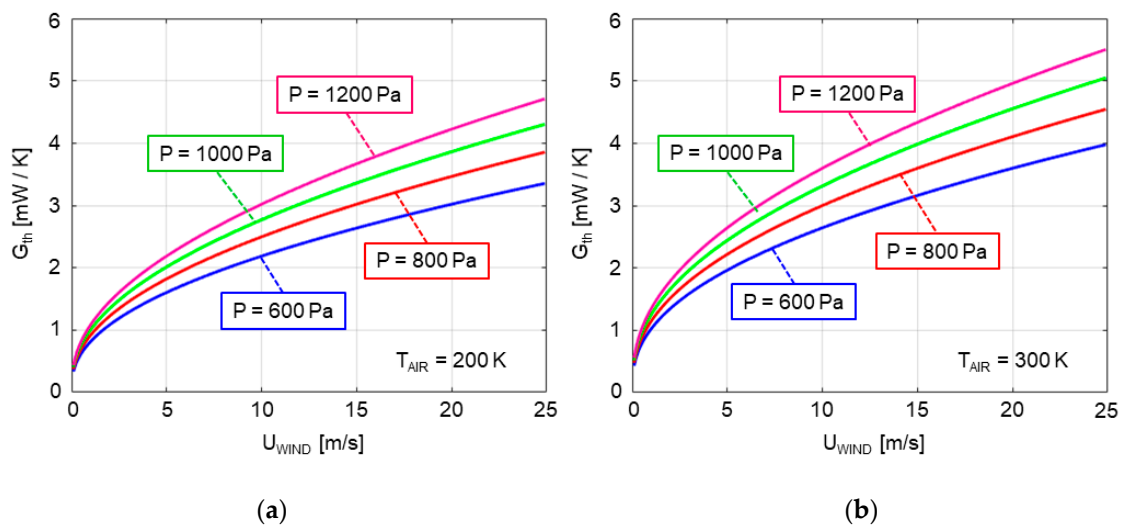 6
5
4
3
2
1
0
G_th [mW / K]
P = 1200 Pa
P = 1000 Pa
P = 800 Pa
P = 600 Pa
T_AIR = 200 K
0 5 10 15 20 25
U_WIND [m/s]
(a)
6
5
4
3
2
1
0
G_th [mW / K]
P = 1200 Pa
P = 1000 Pa
P = 800 Pa
P = 600 Pa
T_AIR = 300 K
0 5 10 15 20 25
U_WIND [m/s]
(b)